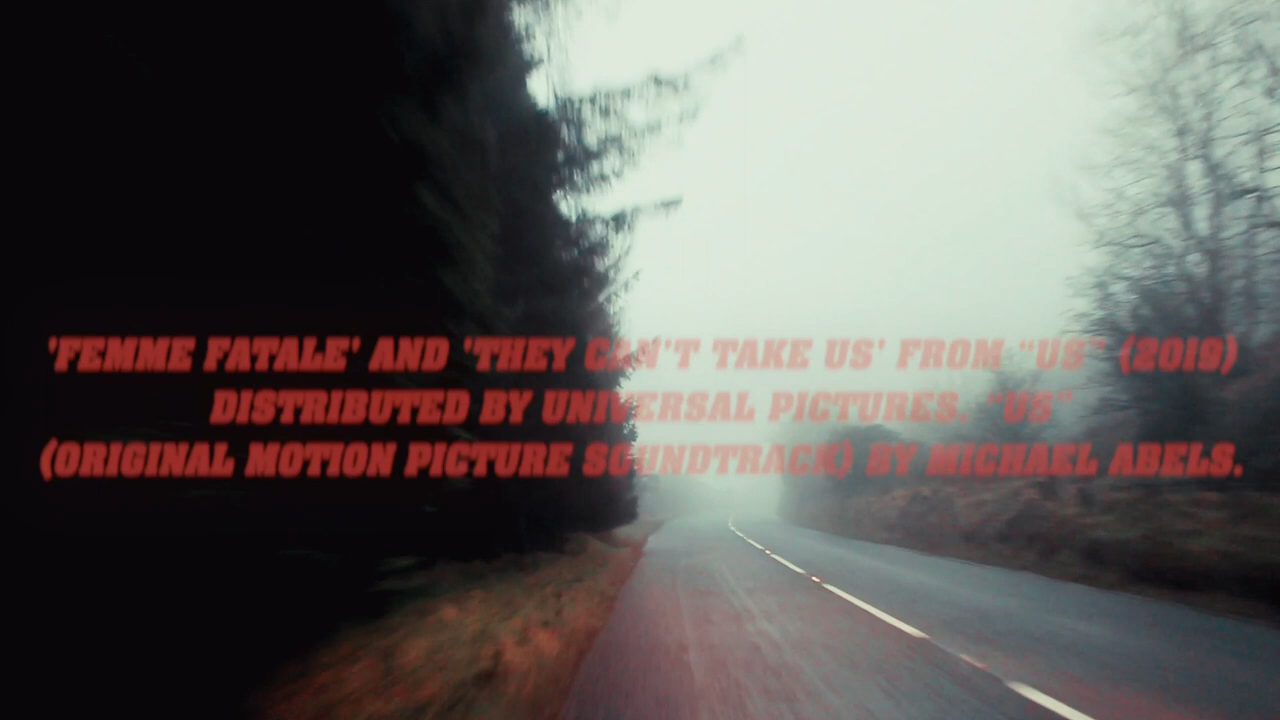 'FEMME FATALE' AND 'THEY CAN'T TAKE US' FROM “US” (2019)
DISTRIBUTED BY UNIVERSAL PICTURES. “US”
(ORIGINAL MOTION PICTURE SOUNDTRACK) BY MICHAEL ABELS.